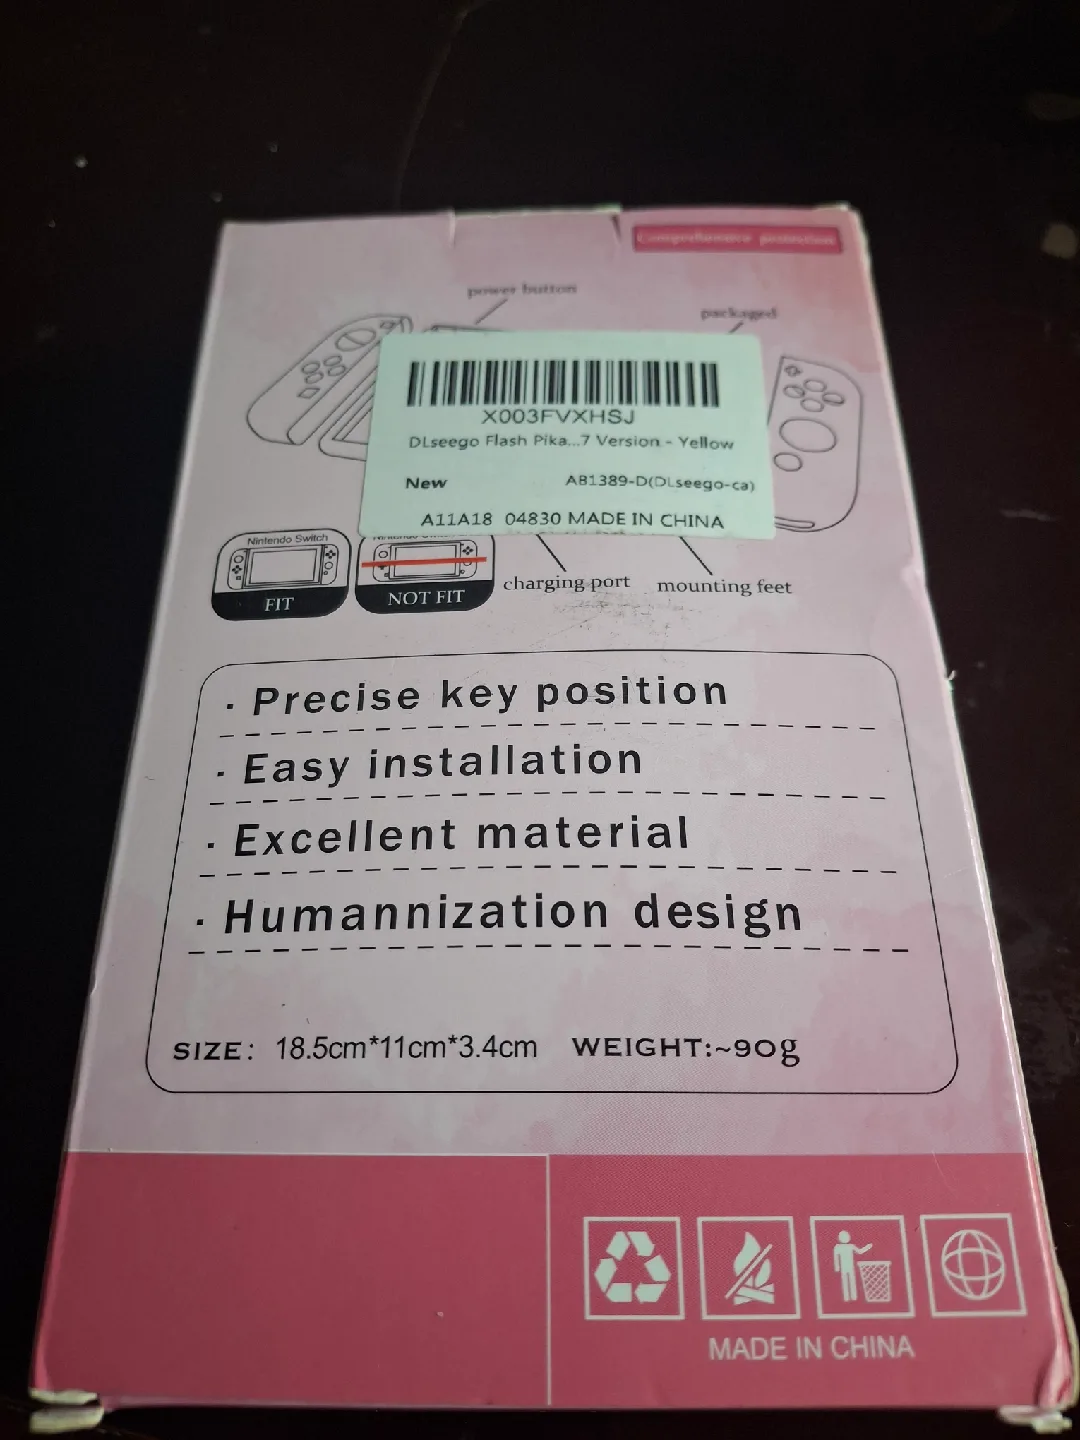 Comprehensive protection
power button
packaged
X003FVXHSJ
DLseego Flash Pika...7 Version - Yellow
New AB1389-D(DLseego-ca)
A11A18 04830 MADE IN CHINA
Nintendo Switch
FIT
NOT FIT
charging port
mounting feet
· Precise key position
· Easy installation
· Excellent material
· Humannization design
SIZE: 18.5cm*11cm*3.4cm WEIGHT:~90g
MADE IN CHINA